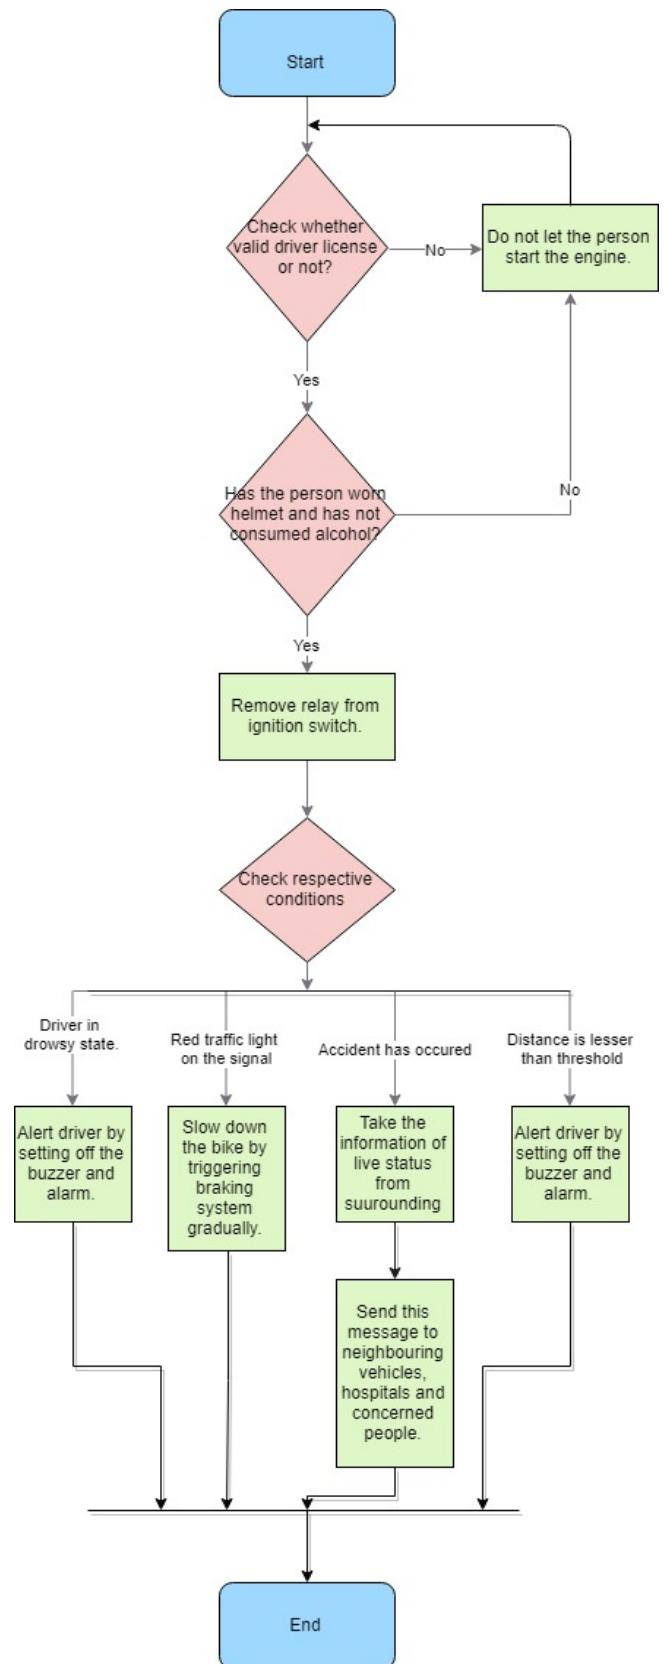 Start
Check whether
valid driver license
or not?
No
Do not let the person
start the engine.
Yes
Has the person worn
helmet and has not
consumed alcohol?
No
Yes
Remove relay from
ignition switch.
Check respective
conditions
Driver in
drowsy state.
Red traffic light
on the signal
Accident has occured
Distance is lesser
than threshold
Alert driver by
setting off the
buzzer and
alarm.
Slow down
the bike by
triggering
braking
system
gradually.
Take the
information of
live status
from
suurounding
Alert driver by
setting off the
buzzer and
alarm.
Send this
message to
neighbouring
vehicles,
hospitals and
concerned
people.
End